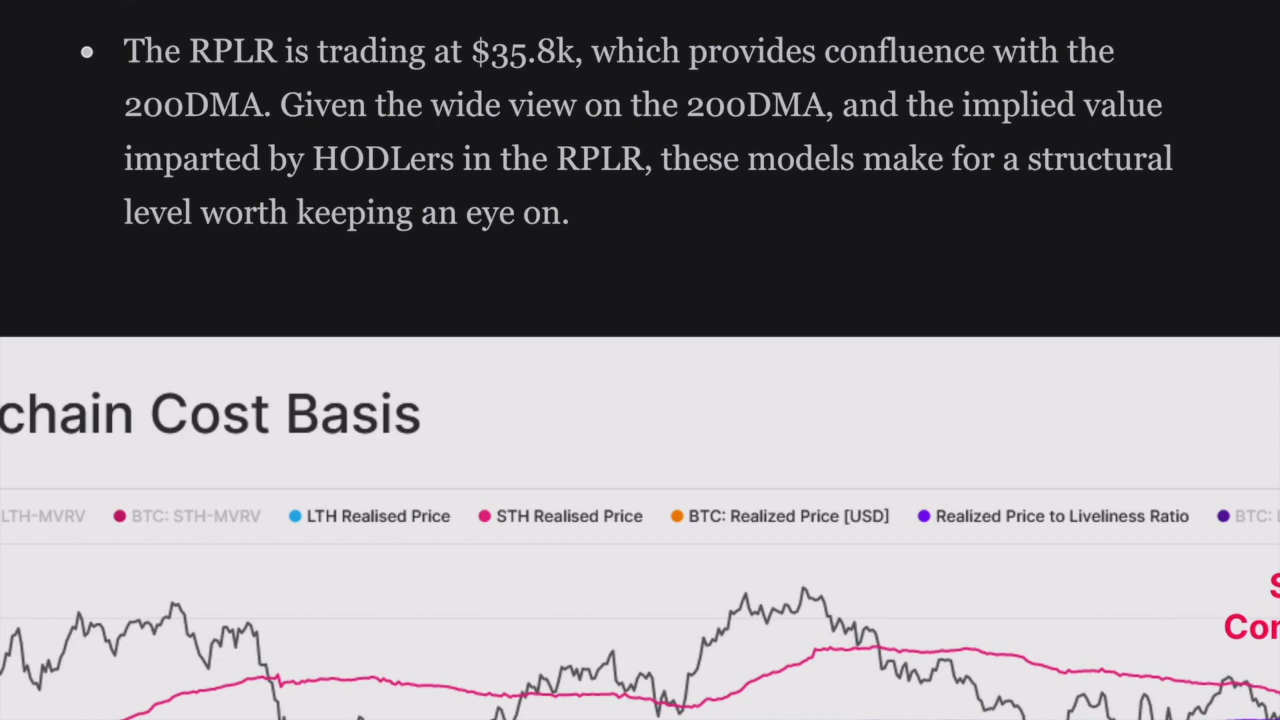 The RPLR is trading at $35.8k, which provides confluence with the
200DMA. Given the wide view on the 200DMA, and the implied value
imparted by HODLers in the RPLR, these models make for a structural
level worth keeping an eye on.
chain Cost Basis
LTH-MVRV BTC: STH-MVRV LTH Realised Price STH Realised Price BTC: Realized Price [USD] Realized Price to Liveliness Ratio BTC:
S
Cor